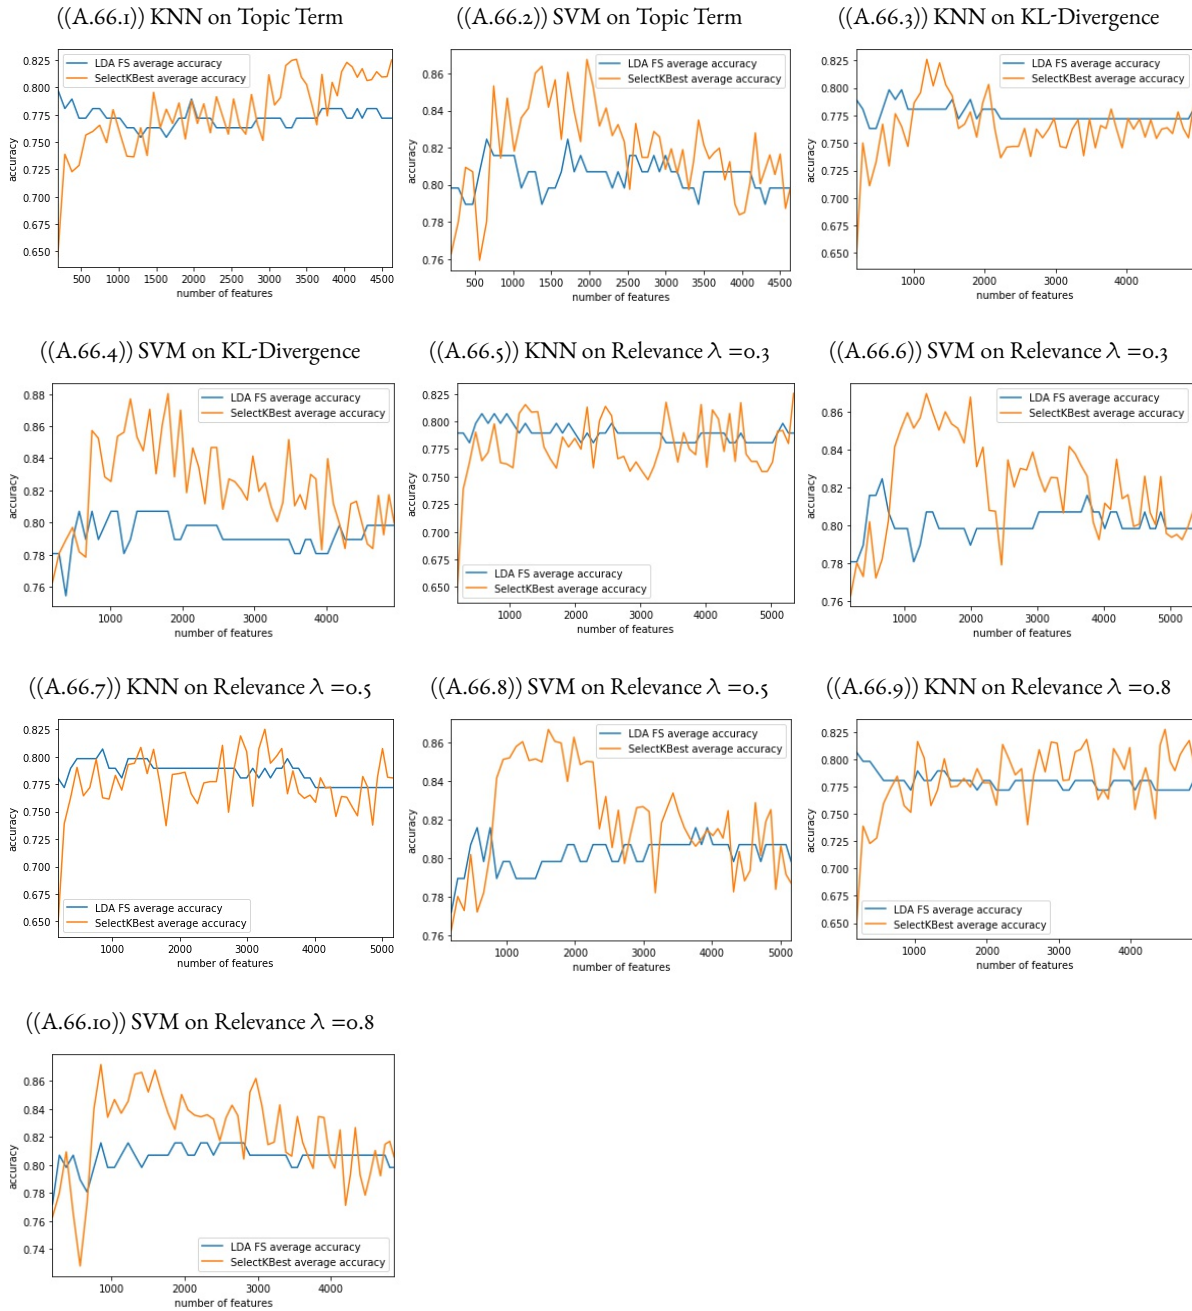 ((A.66.1)) KNN on Topic Term
((A.66.2)) SVM on Topic Term
((A.66.3)) KNN on KL-Divergence
LDA FS average accuracy
SelectKBest average accuracy
accuracy
0.825
0.800
0.775
0.750
0.725
0.700
0.675
0.650
500 1000 1500 2000 2500 3000 3500 4000 4500
number of features
LDA FS average accuracy
SelectKBest average accuracy
accuracy
0.86
0.84
0.82
0.80
0.78
0.76
500 1000 1500 2000 2500 3000 3500 4000 4500
number of features
LDA FS average accuracy
SelectKBest average accuracy
accuracy
0.825
0.800
0.775
0.750
0.725
0.700
0.675
0.650
1000 2000 3000 4000
number of features
((A.66.4)) SVM on KL-Divergence
((A.66.5)) KNN on Relevance λ =0.3
((A.66.6)) SVM on Relevance λ =0.3
LDA FS average accuracy
SelectKBest average accuracy
accuracy
0.88
0.86
0.84
0.82
0.80
0.78
0.76
1000 2000 3000 4000
number of features
accuracy
0.825
0.800
0.775
0.750
0.725
0.700
0.675
0.650
LDA FS average accuracy
SelectKBest average accuracy
1000 2000 3000 4000 5000
number of features
LDA FS average accuracy
SelectKBest average accuracy
accuracy
0.86
0.84
0.82
0.80
0.78
0.76
1000 2000 3000 4000 5000
number of features
((A.66.7)) KNN on Relevance λ =0.5
((A.66.8)) SVM on Relevance λ =0.5
((A.66.9)) KNN on Relevance λ =0.8
accuracy
0.825
0.800
0.775
0.750
0.725
0.700
0.675
0.650
LDA FS average accuracy
SelectKBest average accuracy
1000 2000 3000 4000 5000
number of features
LDA FS average accuracy
SelectKBest average accuracy
accuracy
0.86
0.84
0.82
0.80
0.78
0.76
1000 2000 3000 4000 5000
number of features
accuracy
0.825
0.800
0.775
0.750
0.725
0.700
0.675
0.650
LDA FS average accuracy
SelectKBest average accuracy
1000 2000 3000 4000
number of features
((A.66.10)) SVM on Relevance λ =0.8
accuracy
0.86
0.84
0.82
0.80
0.78
0.76
0.74
LDA FS average accuracy
SelectKBest average accuracy
1000 2000 3000 4000
number of features